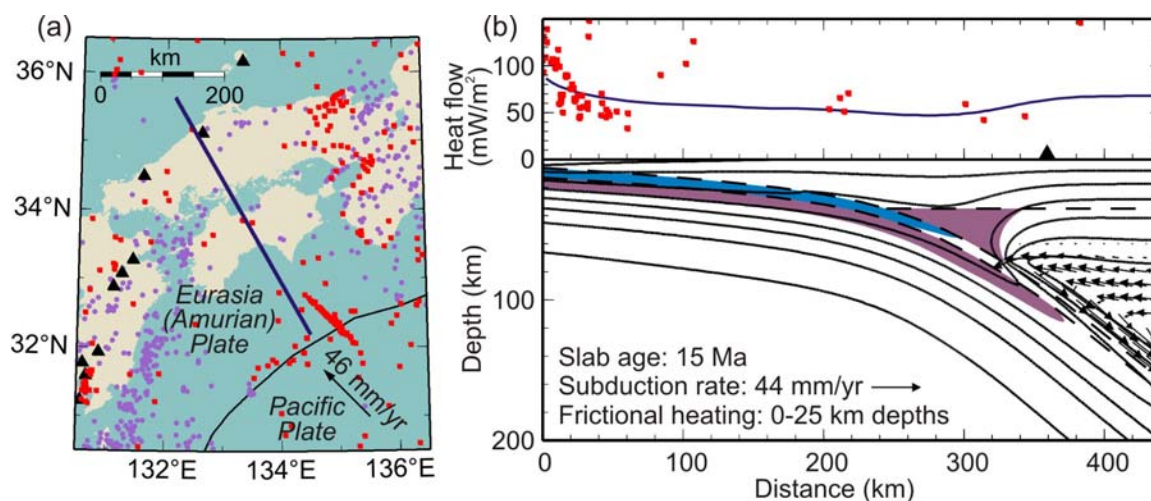 (a)
km
0
200
36°N
34°N
32°N
132°E
134°E
136°E
Eurasia
(Amurian)
Plate
46 mm/yr
Pacific
Plate
(b)
Heat flow
(mW/m²)
100
50
0
Depth (km)
100
200
Slab age: 15 Ma
Subduction rate: 44 mm/yr
Frictional heating: 0-25 km depths
0
100
200
300
400
Distance (km)